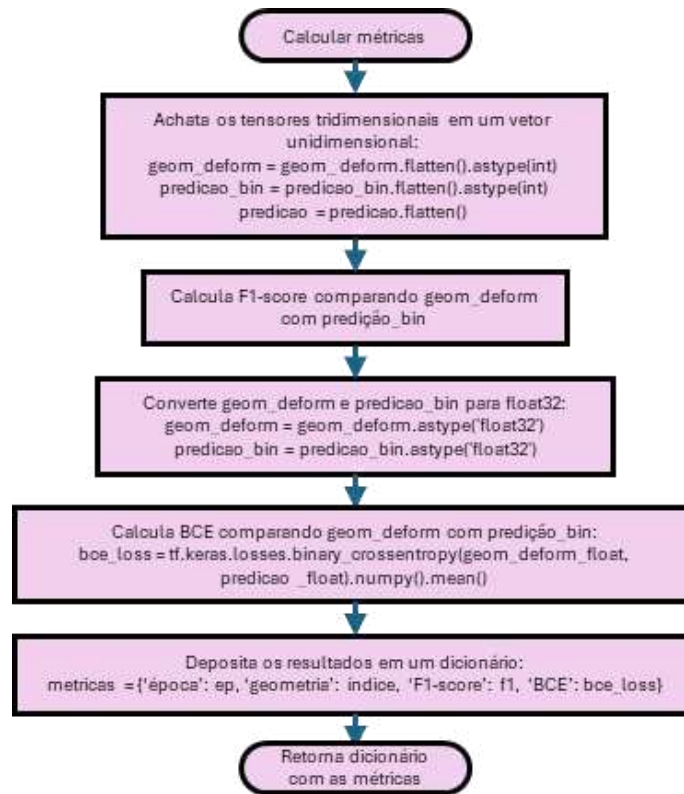 Calcular métricas
Achata os tensores tridimensionais em um vetor
unidimensional:
geom_deform = geom_deform.flatten().astype(int)
predicao_bin = predicao_bin.flatten().astype(int)
predicao = predicao.flatten()
Calcula F1-score comparando geom_deform
com predição_bin
Converte geom_deform e predicao_bin para float32:
geom_deform = geom_deform.astype('float32')
predicao_bin = predicao_bin.astype('float32')
Calcula BCE comparando geom_deform com predição_bin:
bce_loss = tf.keras.losses.binary_crossentropy(geom_deform_float,
predicao _float).numpy().mean()
Deposita os resultados em um dicionário:
metricas = {'época': ep, 'geometria': índice, 'F1-score': f1, 'BCE': bce_loss}
Retorna dicionário
com as métricas